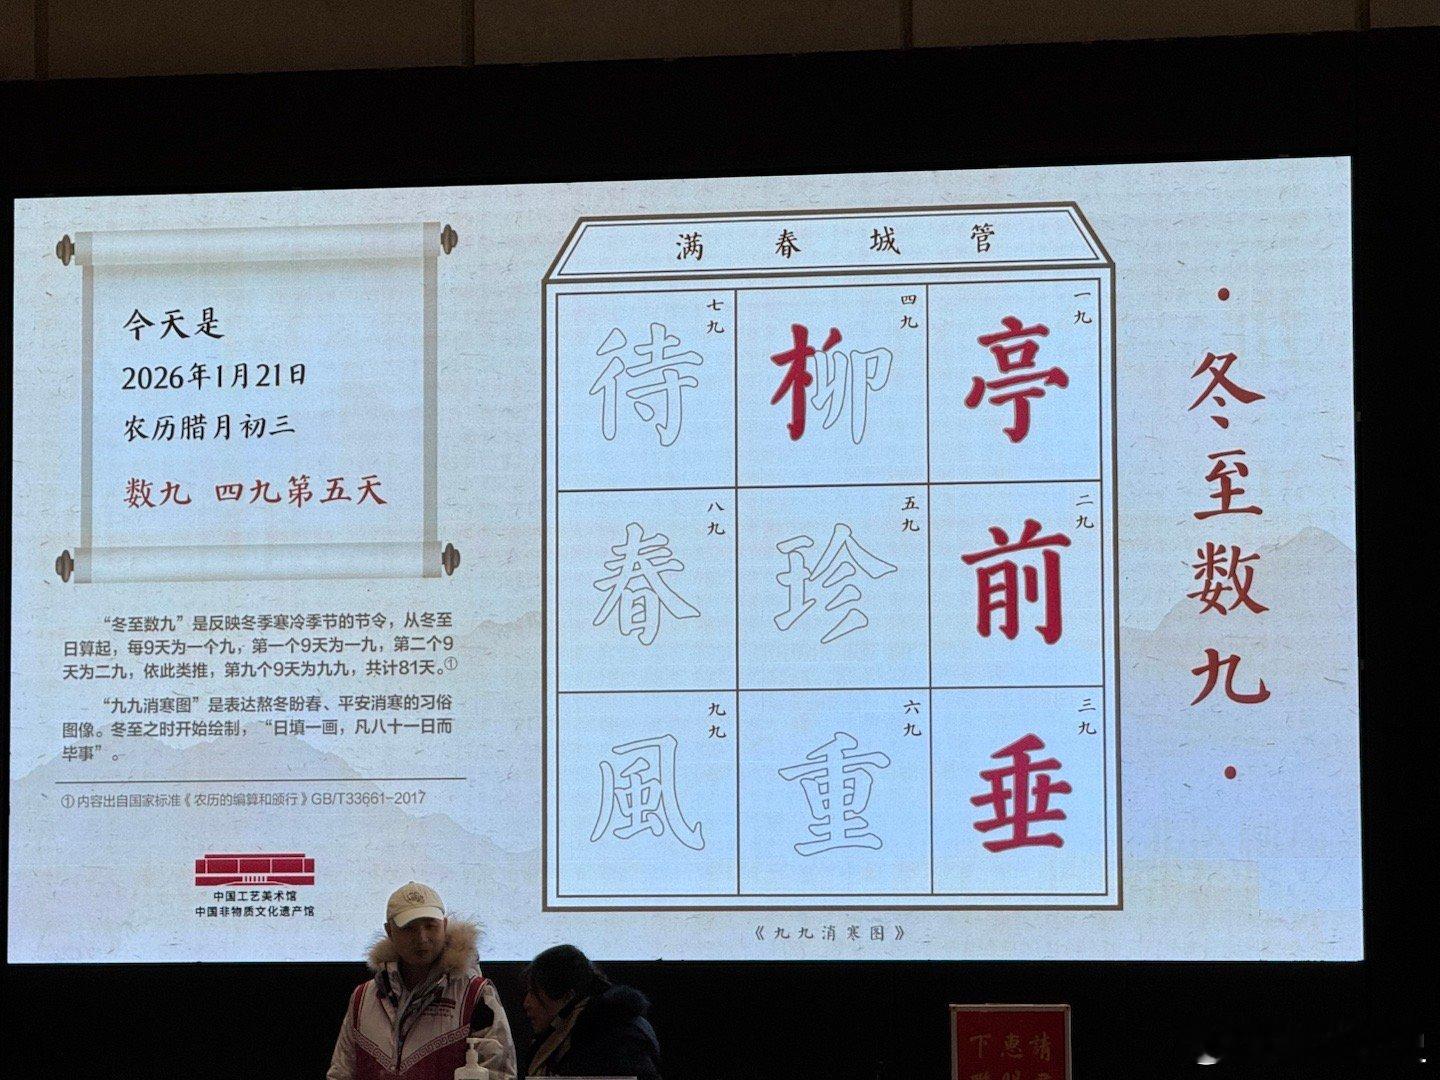 今天是
2026年1月21日
农历腊月初三
数九 四九第五天
“冬至数九”是反映冬季寒冷季节的节令，从冬至
日算起，每9天为一个九，第一个9天为一九，第二个9
天为二九，依此类推，第九个9天为九九，共计81天。①
“九九消寒图”是表达熬冬盼春、平安消寒的习俗
图像。冬至之时开始绘制，“日填一画，凡八十一日而
毕事”。
①内容出自国家标准《农历的编算和颁行》GB/T33661-2017
中国工艺美术馆
中国非物质文化遗产馆
管城春满
一九
亭
二九
前
三九
垂
四九
柳
五九
珍
六九
重
七九
待
八九
春
九九
風
《九九消寒图》
·冬至数九·
請惠下